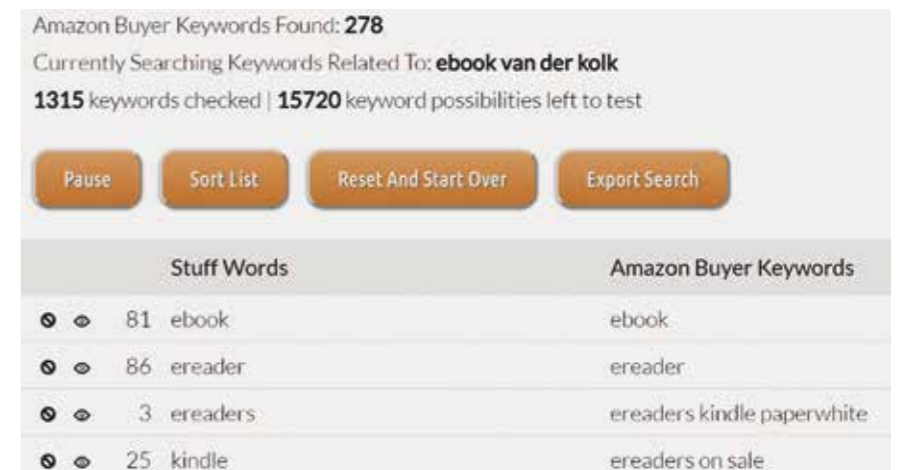 Amazon Buyer Keywords Found: 278
Currently Searching Keywords Related To: ebook van der kolk
1315 keywords checked | 15720 keyword possibilities left to test
Pause Sort List Reset And Start Over Export Search
Stuff Words Amazon Buyer Keywords
81 ebook ebook
86 ereader ereader
3 ereaders ereaders kindle paperwhite
25 kindle ereaders on sale